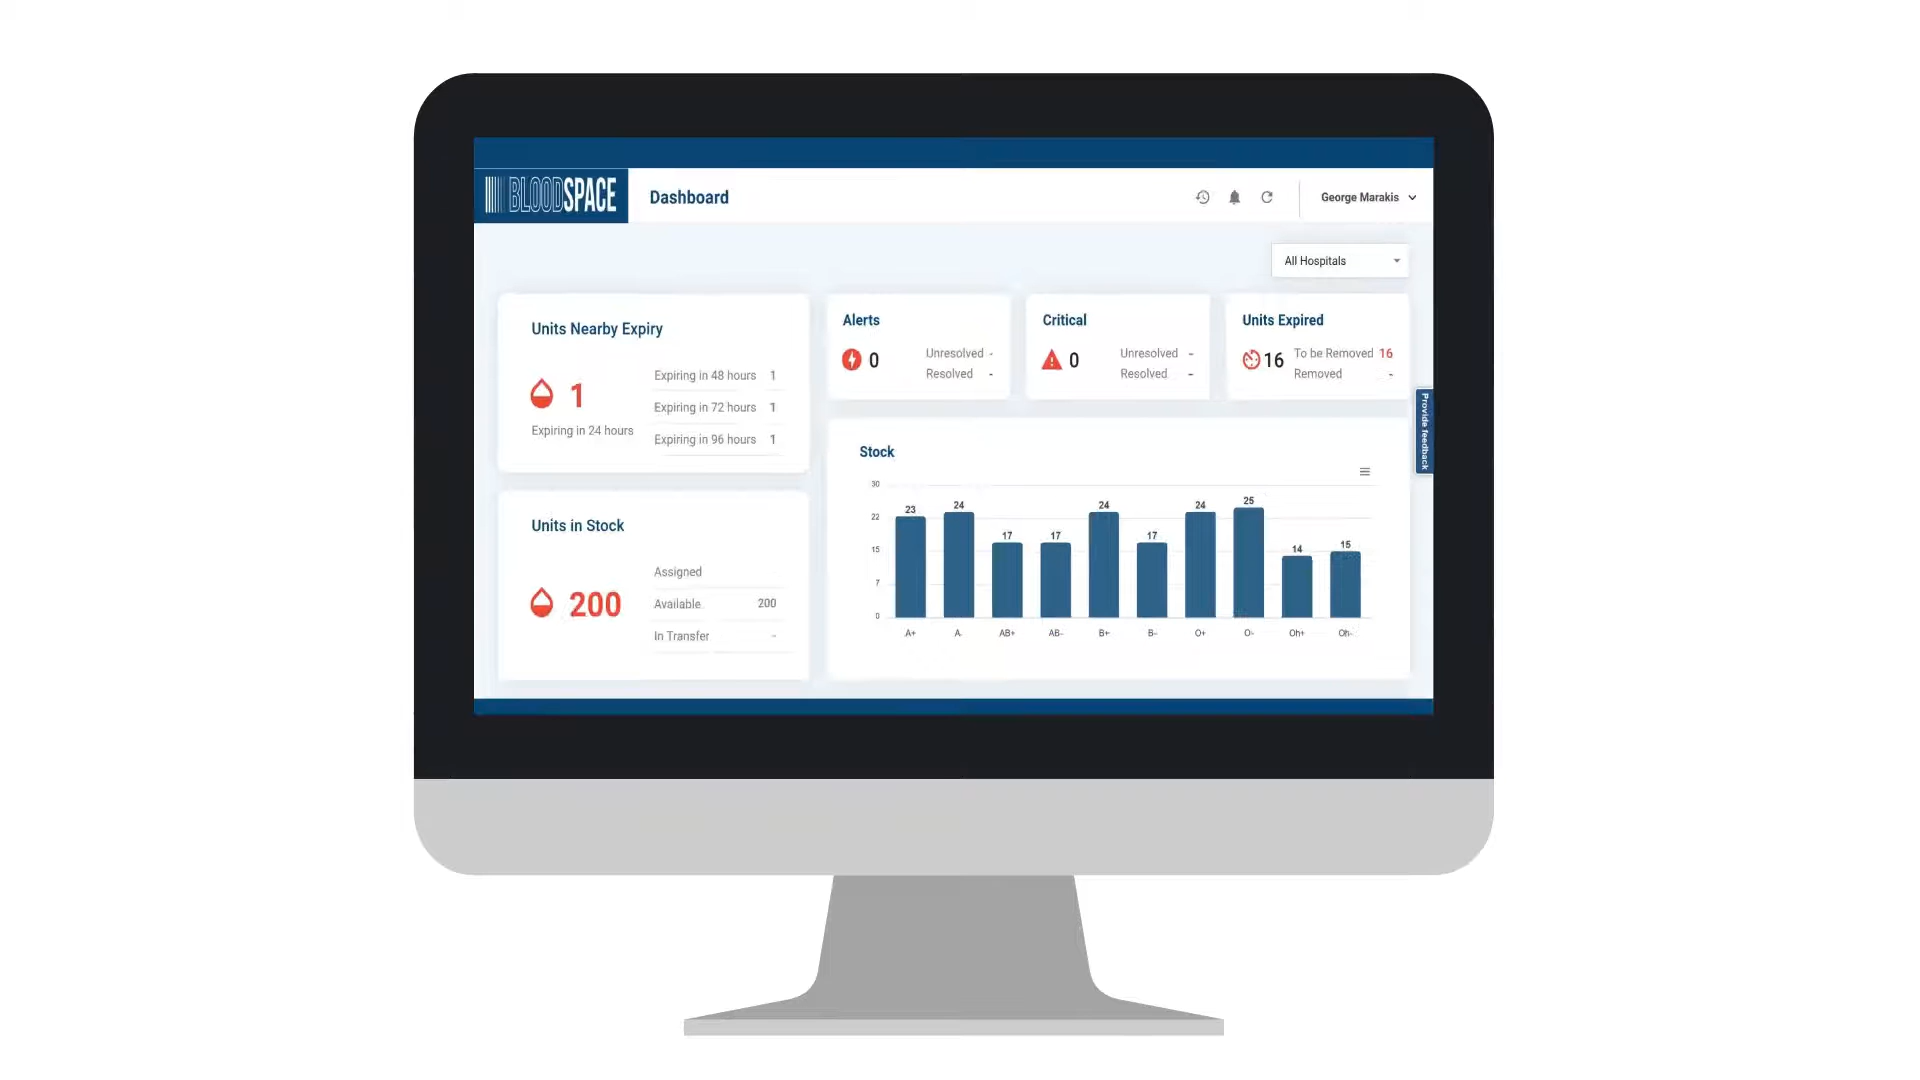 BLOODSPACE
Dashboard
George Marakis
All Hospitals
Units Nearby Expiry
1
Expiring in 24 hours
Expiring in 48 hours 1
Expiring in 72 hours 1
Expiring in 96 hours 1
Alerts
0
Unresolved -
Resolved -
Critical
0
Unresolved -
Resolved -
Units Expired
16
To be Removed 16
Removed -
Provide feedback
Units in Stock
200
Assigned
Available 200
In Transfer -
Stock
30
22
15
7
0
23 24 17 17 24 17 24 25 14 15
A+ A- AB+ AB- B+ B- O+ O- Oh+ Oh-